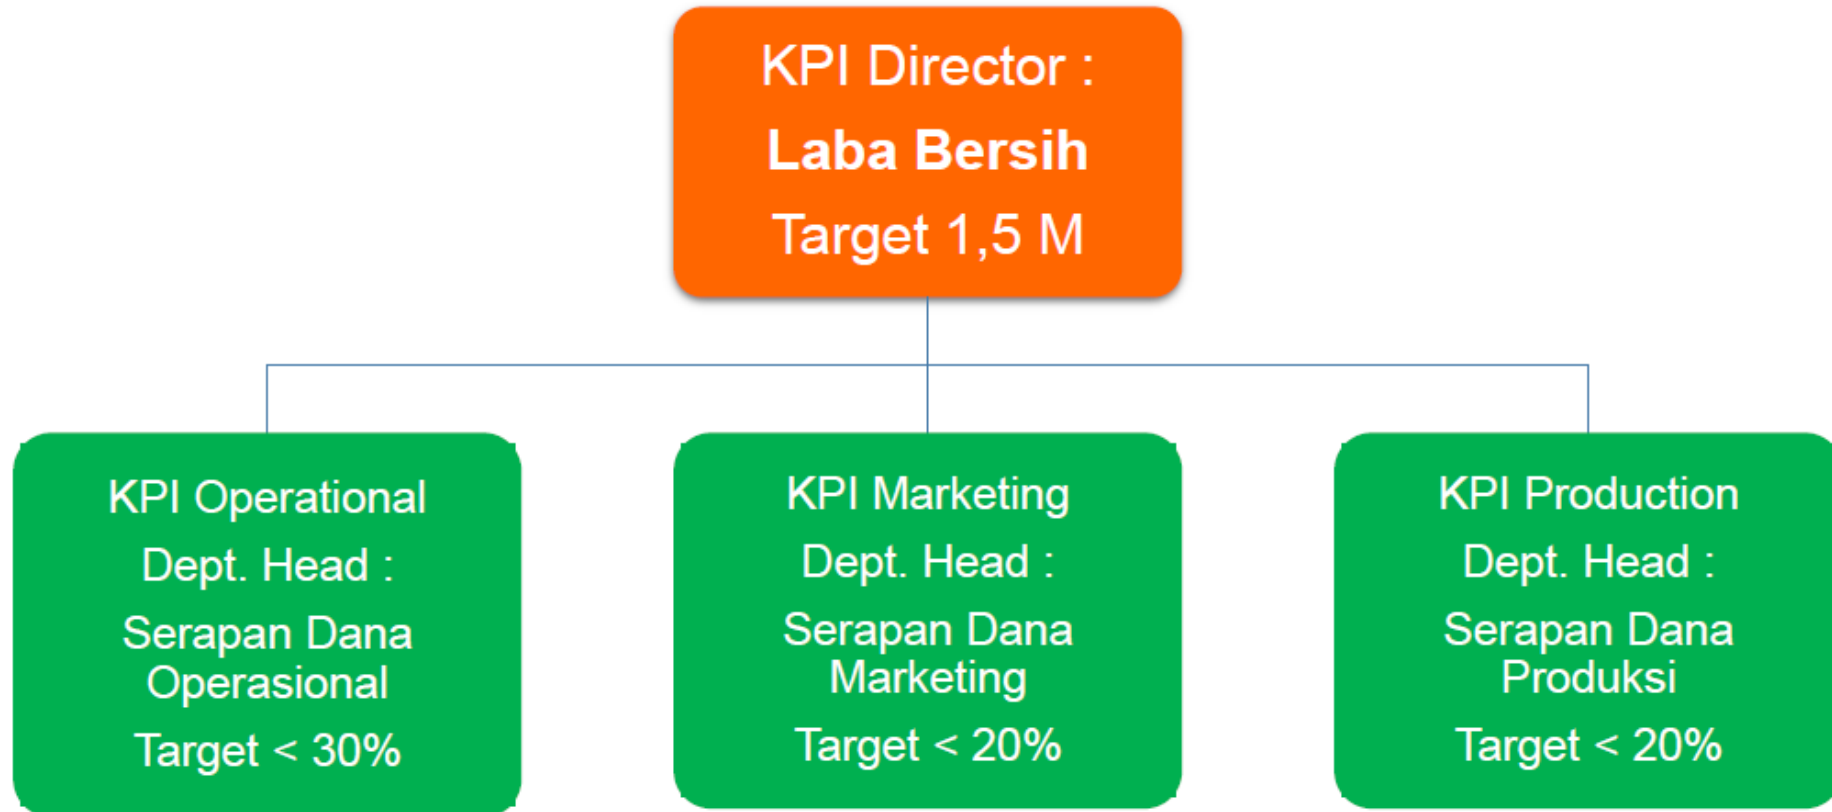 KPI Director :
Laba Bersih
Target 1,5 M
KPI Operational
Dept. Head :
Serapan Dana
Operasional
Target < 30%
KPI Marketing
Dept. Head :
Serapan Dana
Marketing
Target < 20%
KPI Production
Dept. Head :
Serapan Dana
Produksi
Target < 20%